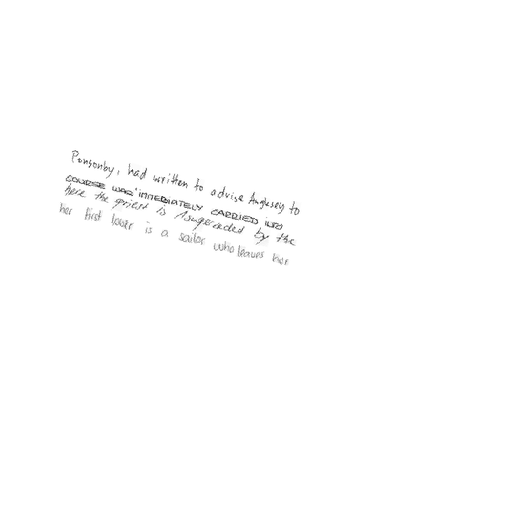 Ponsonby, had written to advise Anglesey to
COURSE WAS IMMEDIATELY CARRIED INTO
here the priest is superceded by the
her first lover is a sailor who leaves her